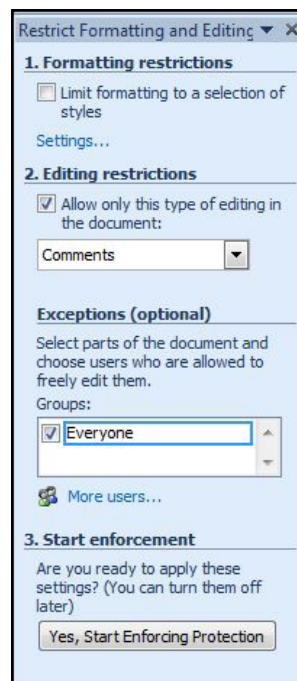 Restrict Formatting and Editing
1. Formatting restrictions
Limit formatting to a selection of
styles
Settings...
2. Editing restrictions
Allow only this type of editing in
the document:
Comments
Exceptions (optional)
Select parts of the document and
choose users who are allowed to
freely edit them.
Groups:
Everyone
More users...
3. Start enforcement
Are you ready to apply these
settings? (You can turn them off
later)
Yes, Start Enforcing Protection